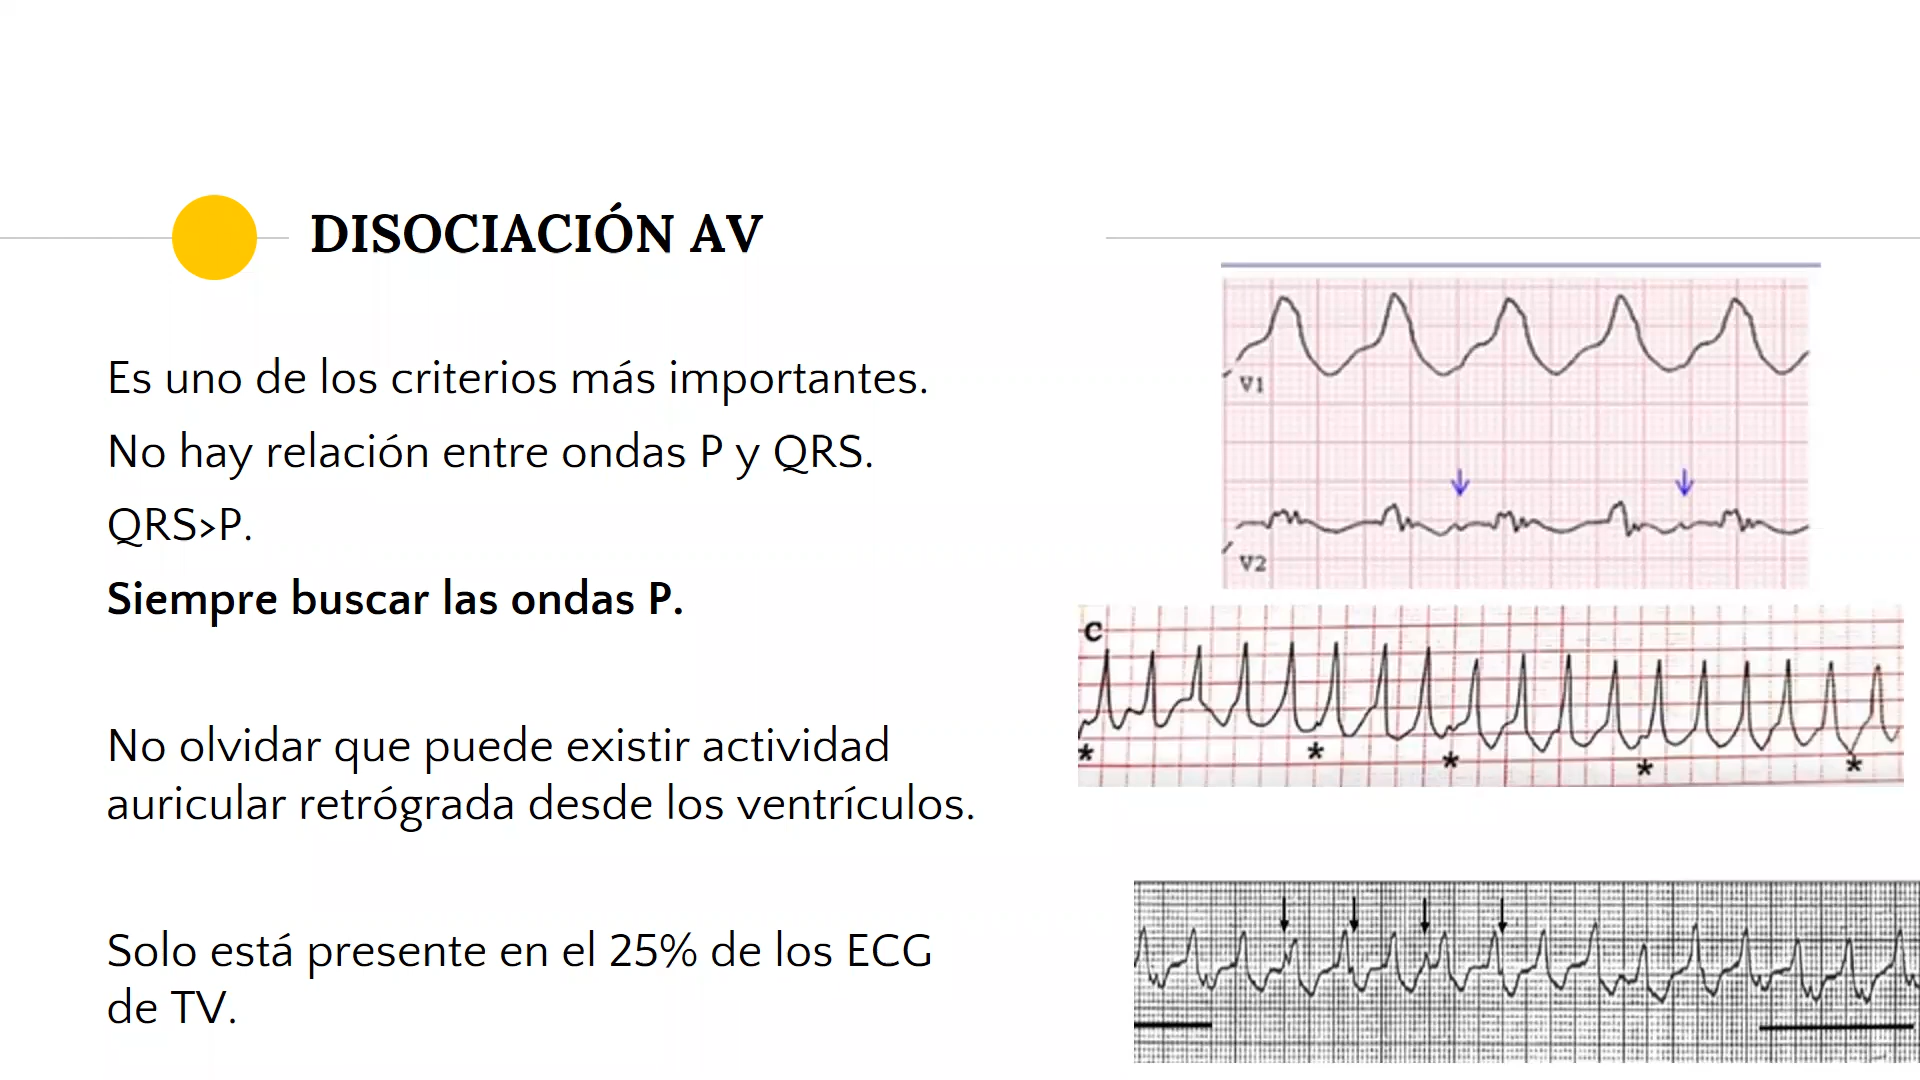 DISOCIACIÓN AV
Es uno de los criterios más importantes.
No hay relación entre ondas P y QRS.
QRS>P.
Siempre buscar las ondas P.
No olvidar que puede existir actividad
auricular retrógrada desde los ventrículos.
Solo está presente en el 25% de los ECG
de TV.
V1
V2
C
* * * * *